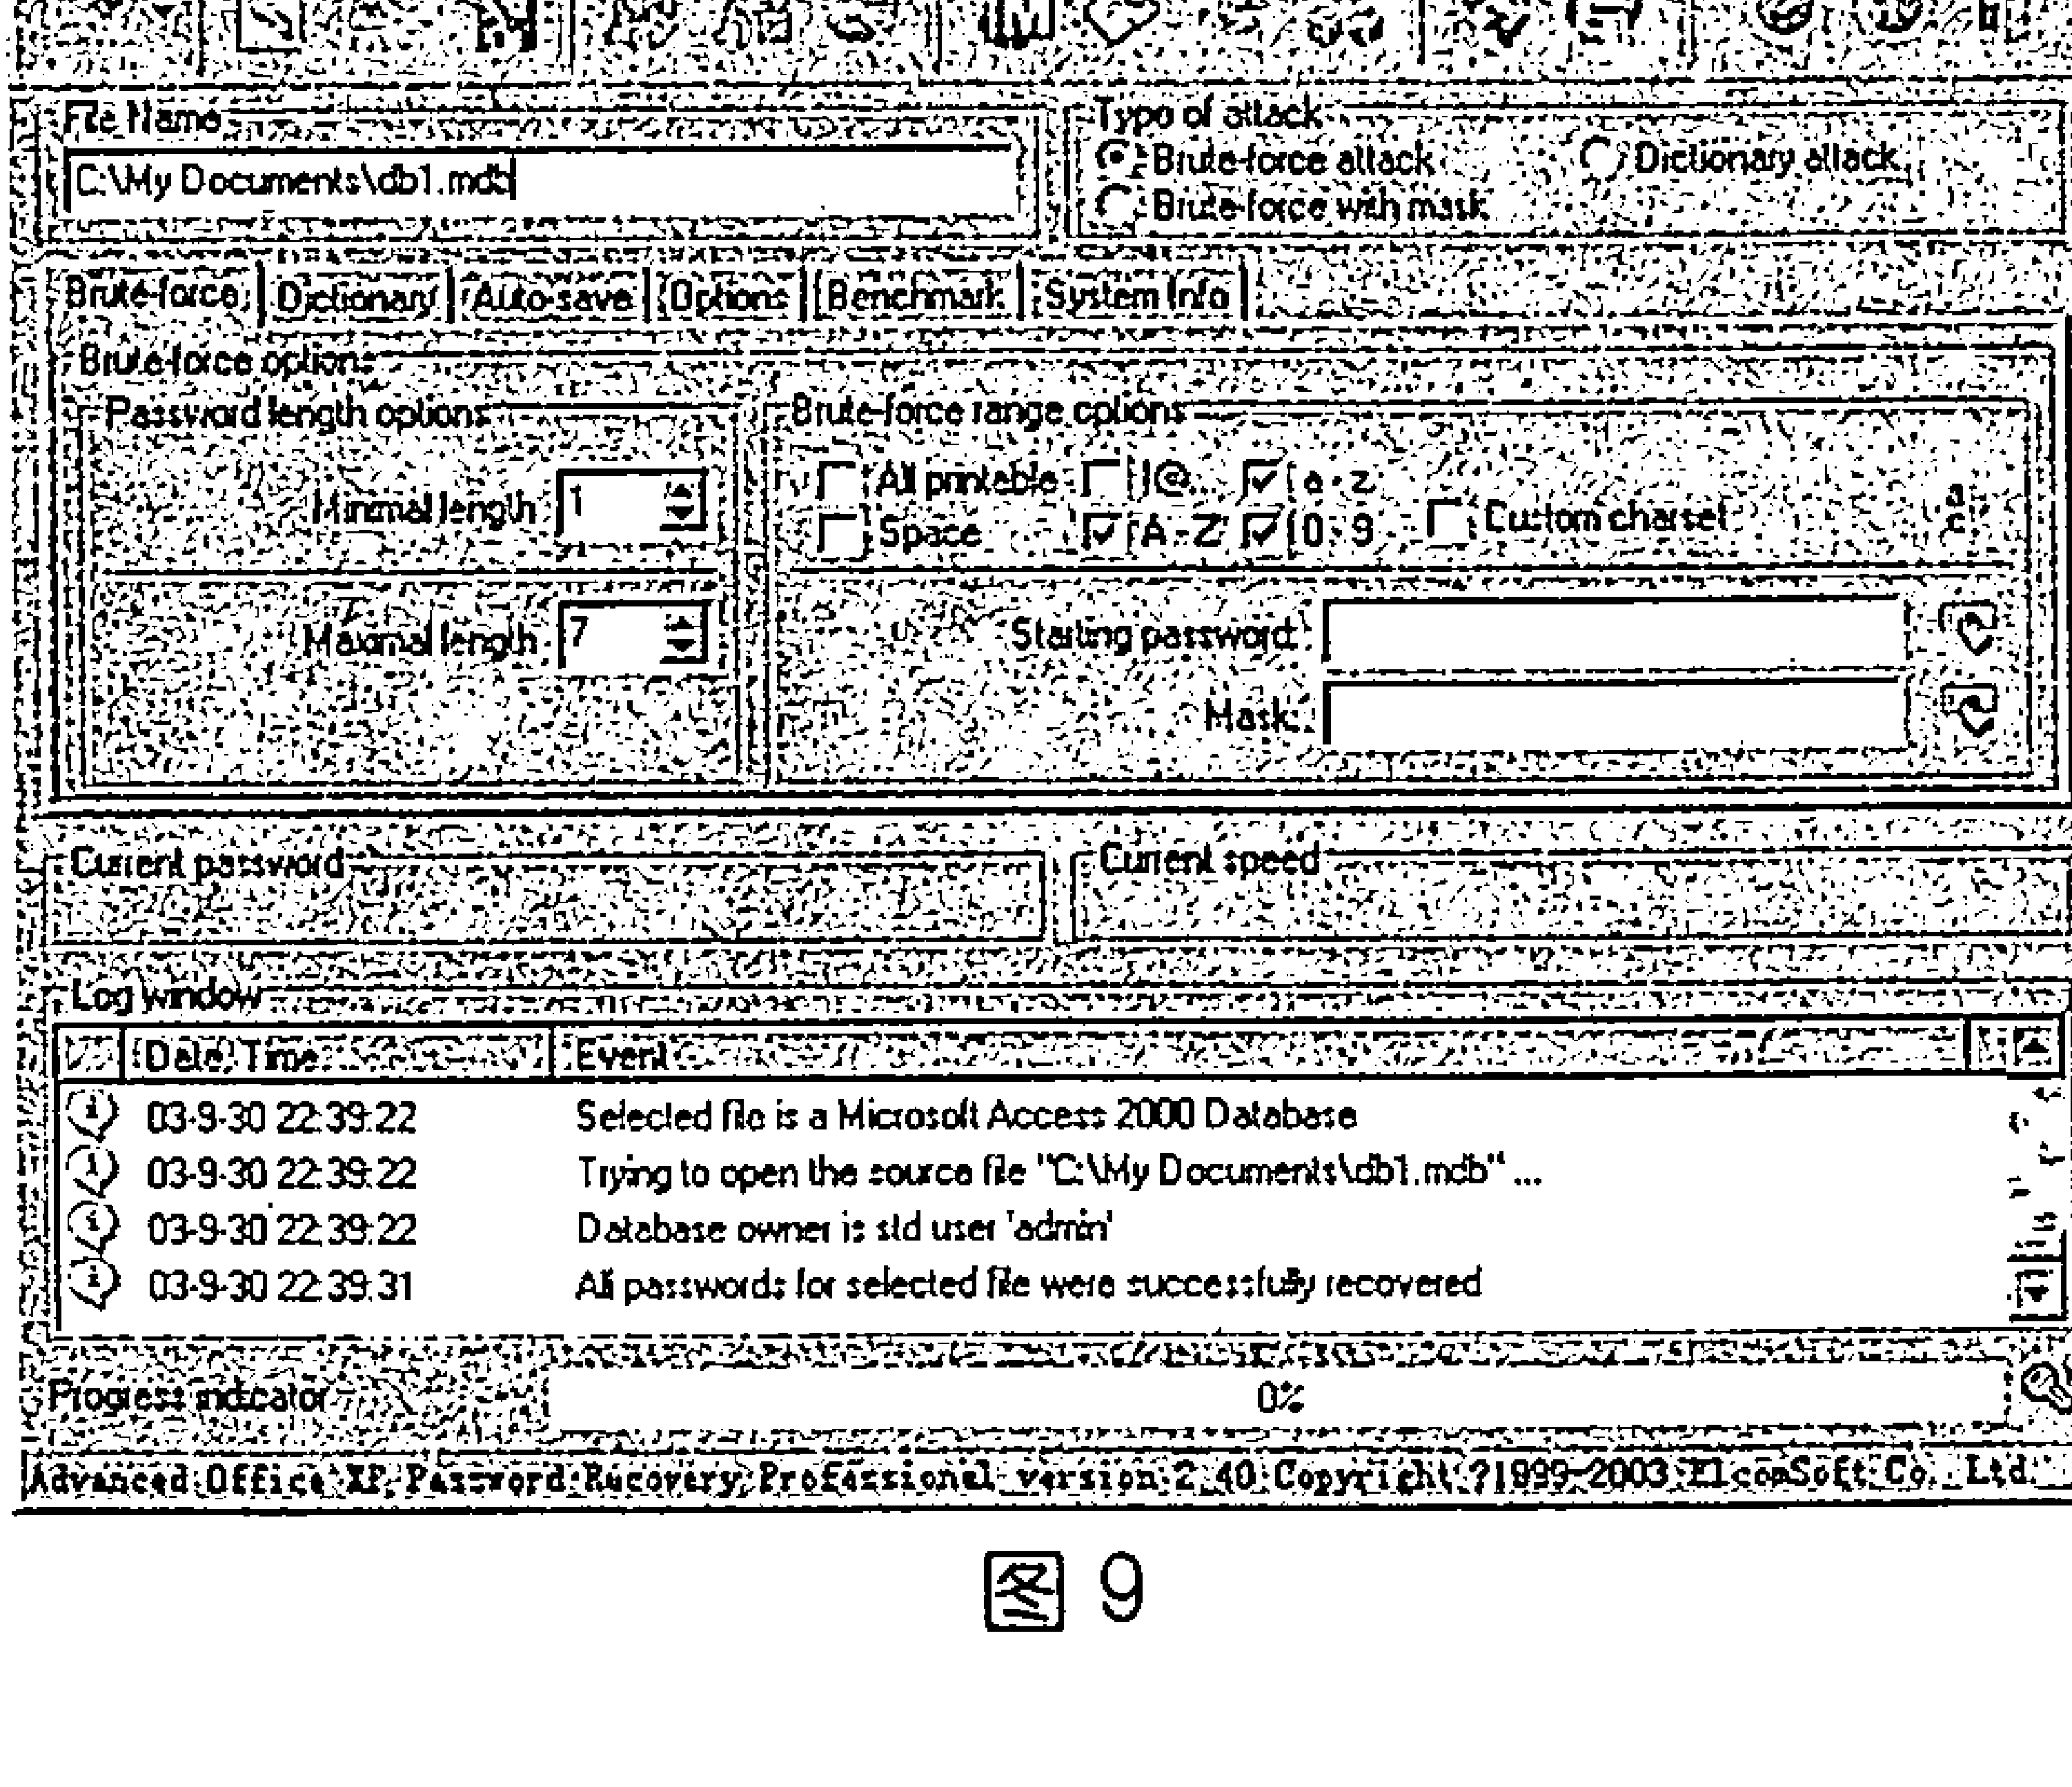 File Name
Type of attack
C:\My Documents\db1.mdb
Brute-force attack
Dictionary attack
Brute-force with mask
Brute-force Dictionary Auto-save Options Benchmark System Info
Brute-force options
Password length options
Brute-force range options
All printable !@... a - z
Minimal length 1
Space A - Z 0 - 9 Custom charset
Maximal length 7
Starting password:
Mask:
Current password
Current speed
Log window
Date, Time Event
03-9-30 22:39:22 Selected file is a Microsoft Access 2000 Database
03-9-30 22:39:22 Trying to open the source file "C:\My Documents\db1.mdb" ...
03-9-30 22:39:22 Database owner is std user 'admin'
03-9-30 22:39:31 All passwords for selected file were successfully recovered
Progress indicator 0%
Advanced Office XP Password Recovery Professional version 2.40 Copyright ?1999-2003 ElcomSoft Co. Ltd.
图 9